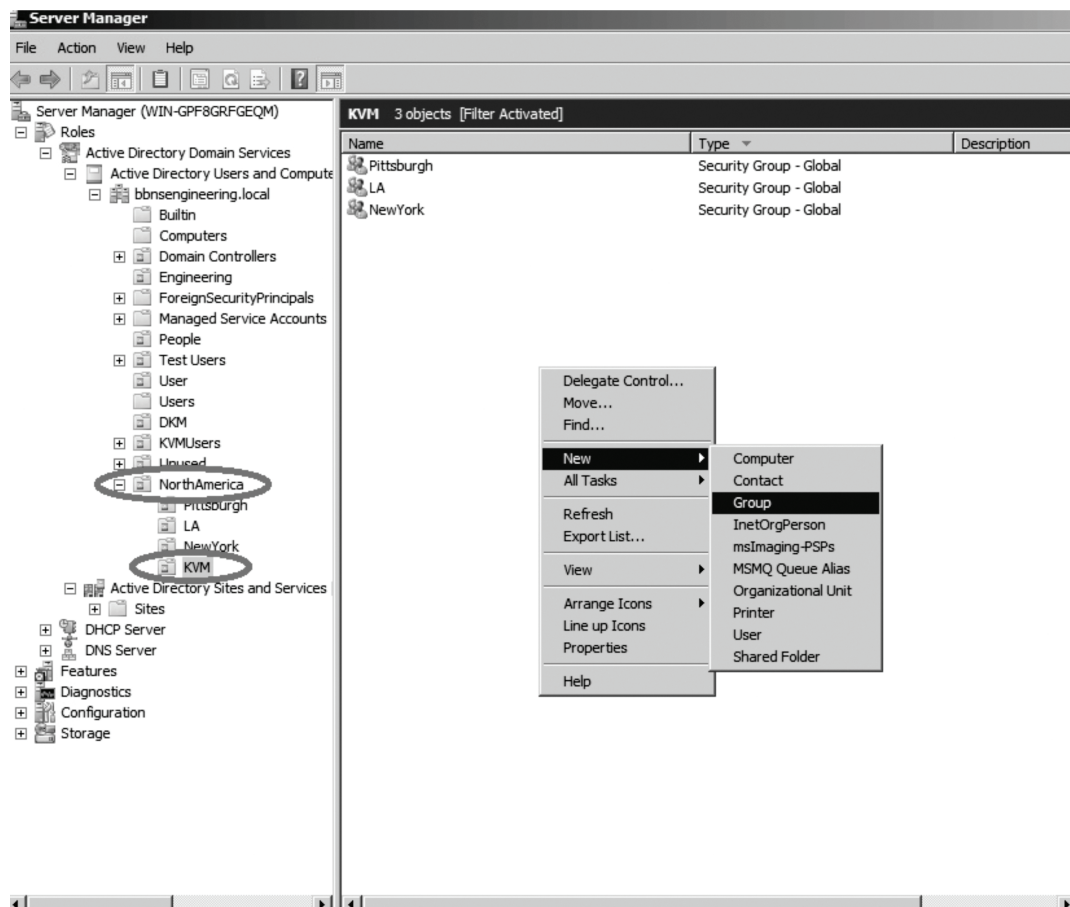 Server Manager
File Action View Help
Server Manager (WIN-GPF8GRFGEQM)
Roles
Active Directory Domain Services
Active Directory Users and Compute
bbnsengineering.local
Builtin
Computers
Domain Controllers
Engineering
ForeignSecurityPrincipals
Managed Service Accounts
People
Test Users
User
Users
DKM
KVMUsers
Unused
NorthAmerica
Pittsburgh
LA
NewYork
KVM
Active Directory Sites and Services
Sites
DHCP Server
DNS Server
Features
Diagnostics
Configuration
Storage
KVM 3 objects [Filter Activated]
Name Type Description
Pittsburgh Security Group - Global
LA Security Group - Global
NewYork Security Group - Global
Delegate Control...
Move...
Find...
New
All Tasks
Refresh
Export List...
View
Arrange Icons
Line up Icons
Properties
Help
Computer
Contact
Group
InetOrgPerson
msImaging-PSPs
MSMQ Queue Alias
Organizational Unit
Printer
User
Shared Folder